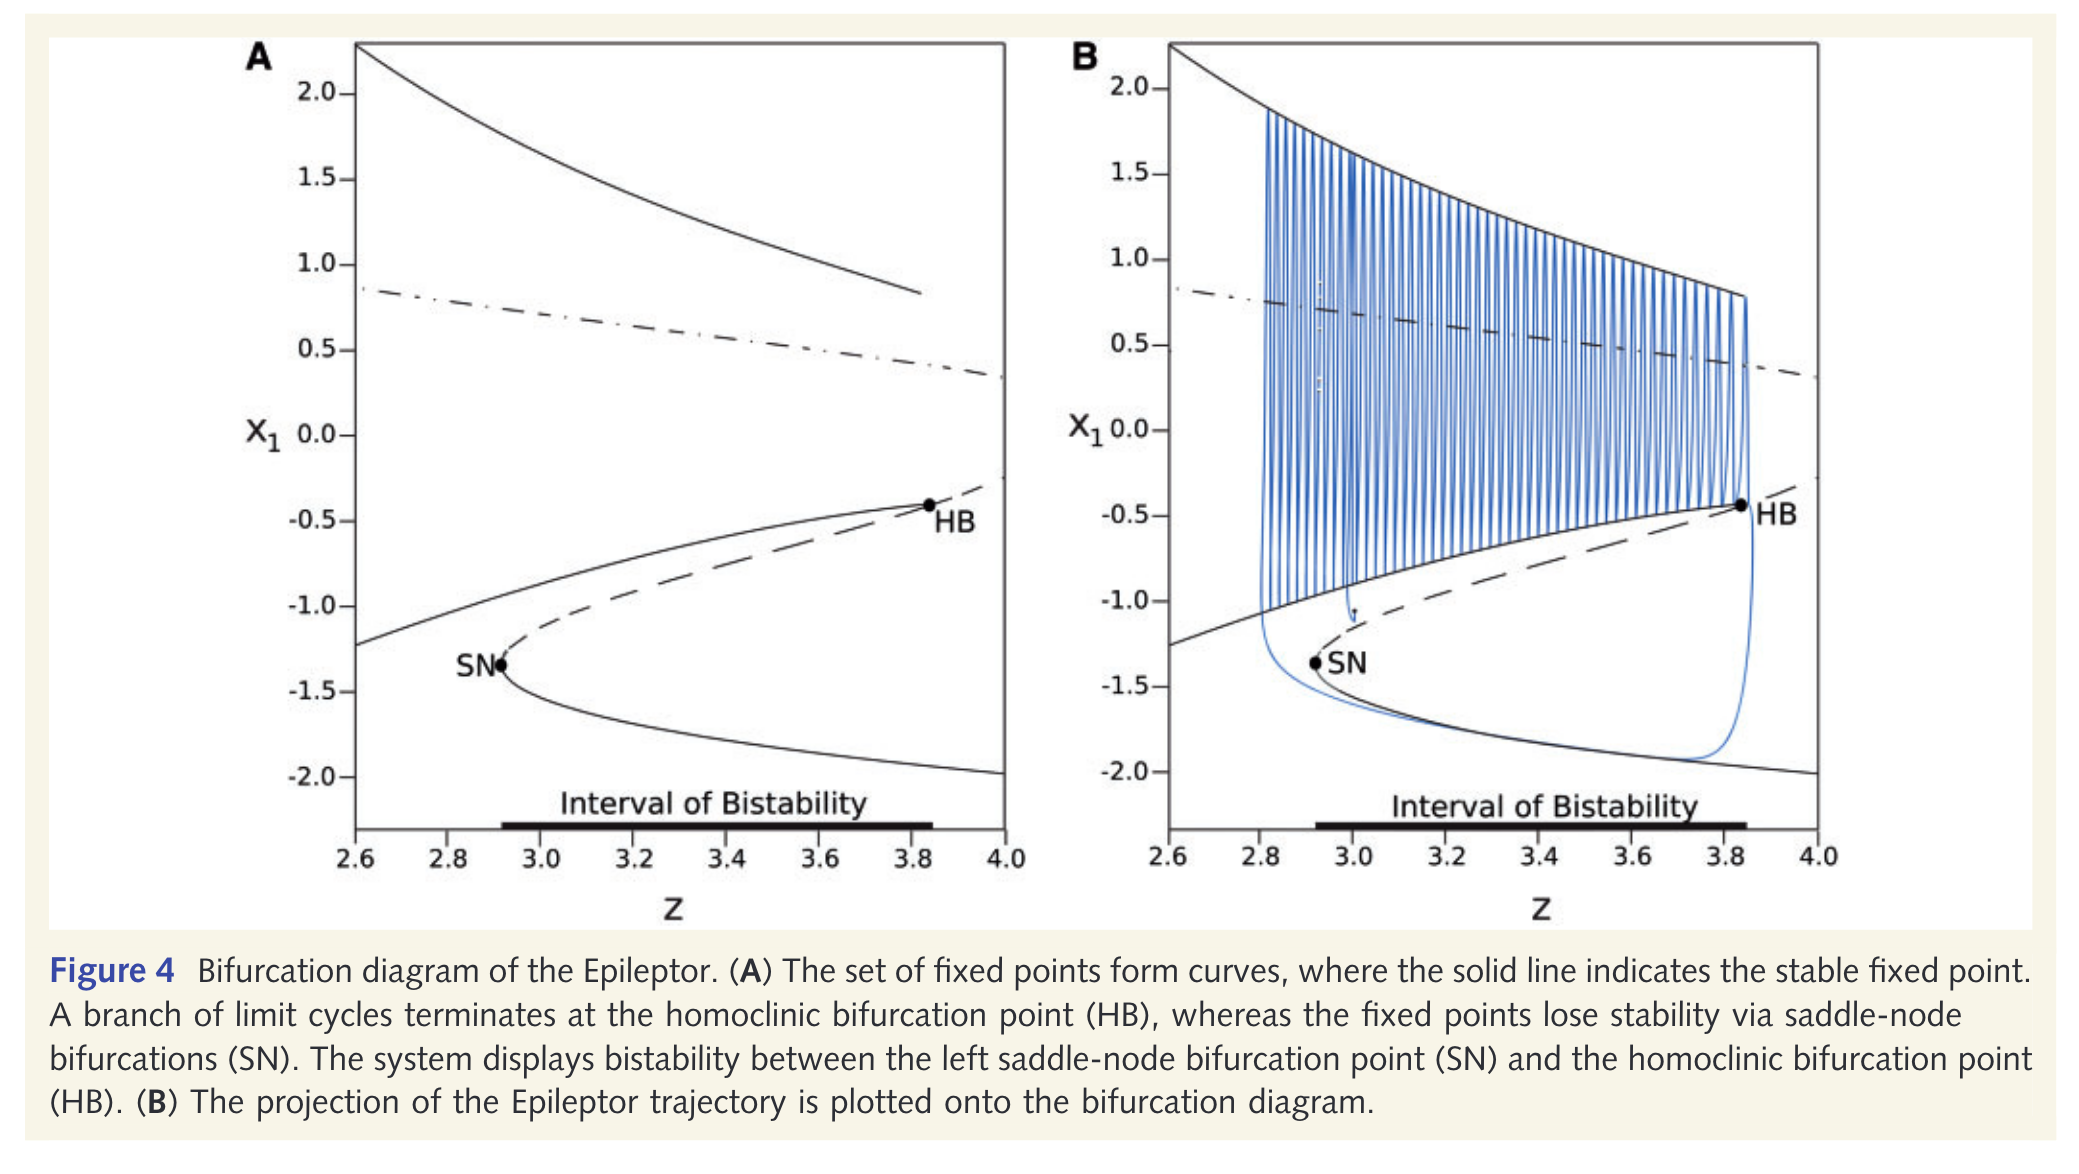 A
2.0
1.5
1.0
0.5
X1 0.0
-0.5
HB
-1.0
SN
-1.5
-2.0
Interval of Bistability
2.6 2.8 3.0 3.2 3.4 3.6 3.8 4.0
Z
B
2.0
1.5
1.0
0.5
X1 0.0
-0.5
HB
-1.0
SN
-1.5
-2.0
Interval of Bistability
2.6 2.8 3.0 3.2 3.4 3.6 3.8 4.0
Z
Figure 4 Bifurcation diagram of the Epileptor. (A) The set of fixed points form curves, where the solid line indicates the stable fixed point.
A branch of limit cycles terminates at the homoclinic bifurcation point (HB), whereas the fixed points lose stability via saddle-node
bifurcations (SN). The system displays bistability between the left saddle-node bifurcation point (SN) and the homoclinic bifurcation point
(HB). (B) The projection of the Epileptor trajectory is plotted onto the bifurcation diagram.